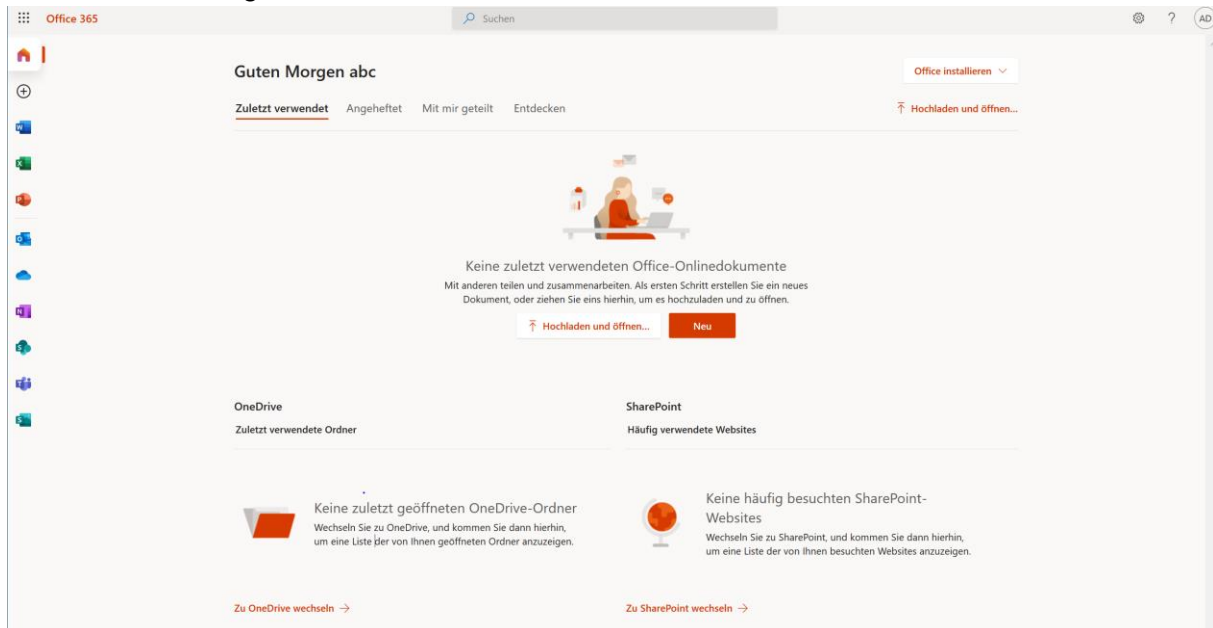 Office 365
Suchen
?
AD
Guten Morgen abc
Office installieren
Zuletzt verwendet Angeheftet Mit mir geteilt Entdecken
Hochladen und öffnen...
Keine zuletzt verwendeten Office-Onlinedokumente
Mit anderen teilen und zusammenarbeiten. Als ersten Schritt erstellen Sie ein neues
Dokument, oder ziehen Sie eins hierhin, um es hochzuladen und zu öffnen.
Hochladen und öffnen...
Neu
OneDrive
Zuletzt verwendete Ordner
Keine zuletzt geöffneten OneDrive-Ordner
Wechseln Sie zu OneDrive, und kommen Sie dann hierhin,
um eine Liste der von Ihnen geöffneten Ordner anzuzeigen.
Zu OneDrive wechseln →
SharePoint
Häufig verwendete Websites
Keine häufig besuchten SharePoint-
Websites
Wechseln Sie zu SharePoint, und kommen Sie dann hierhin,
um eine Liste der von Ihnen besuchten Websites anzuzeigen.
Zu SharePoint wechseln →